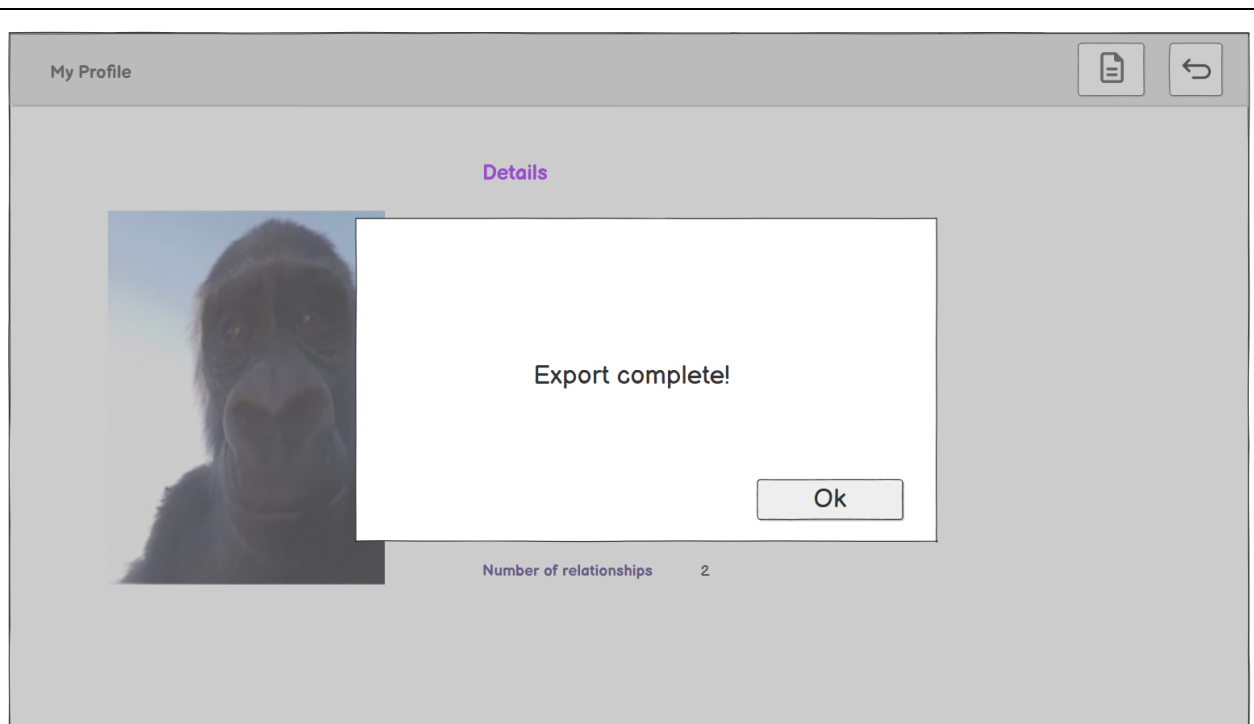 My Profile
Details
Export complete!
Ok
Number of relationships 2